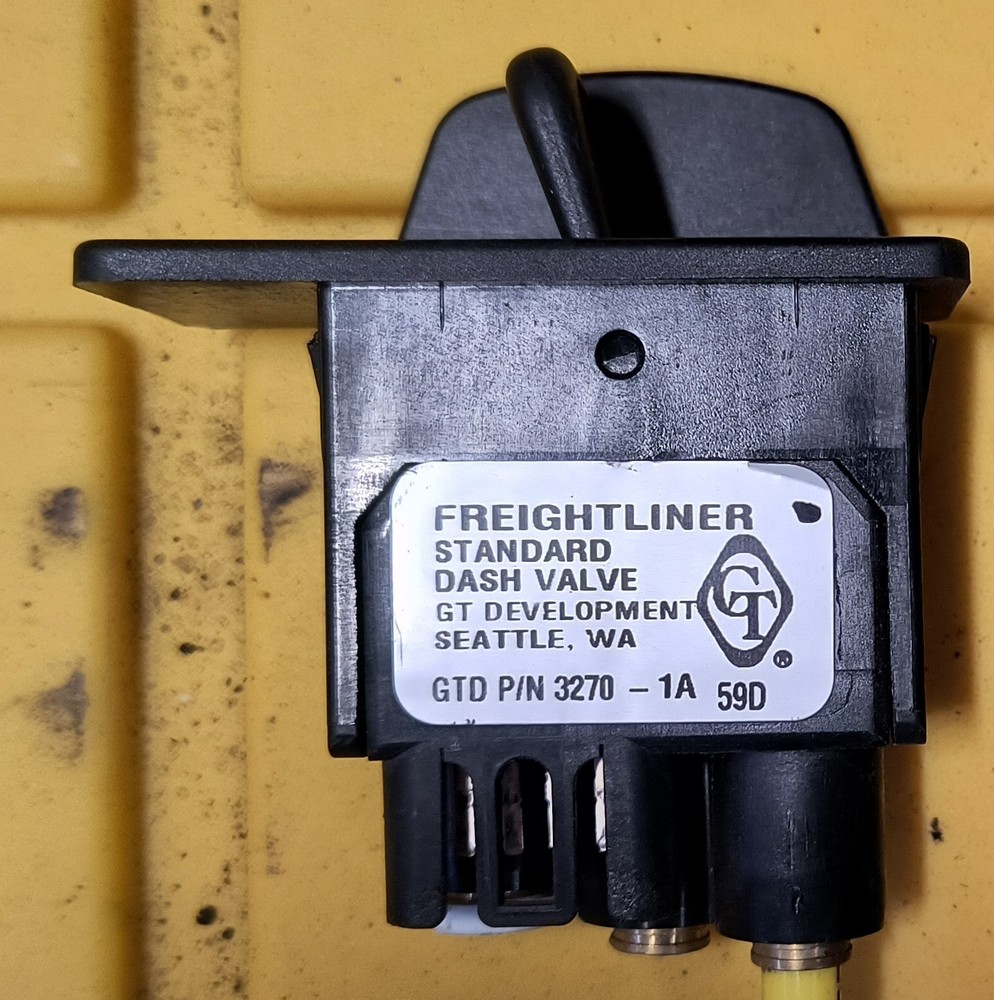 FREIGHTLINER
STANDARD
DASH VALVE
GT DEVELOPMENT
SEATTLE, WA
GT ®
GTD P/N 3270 – 1A 59D